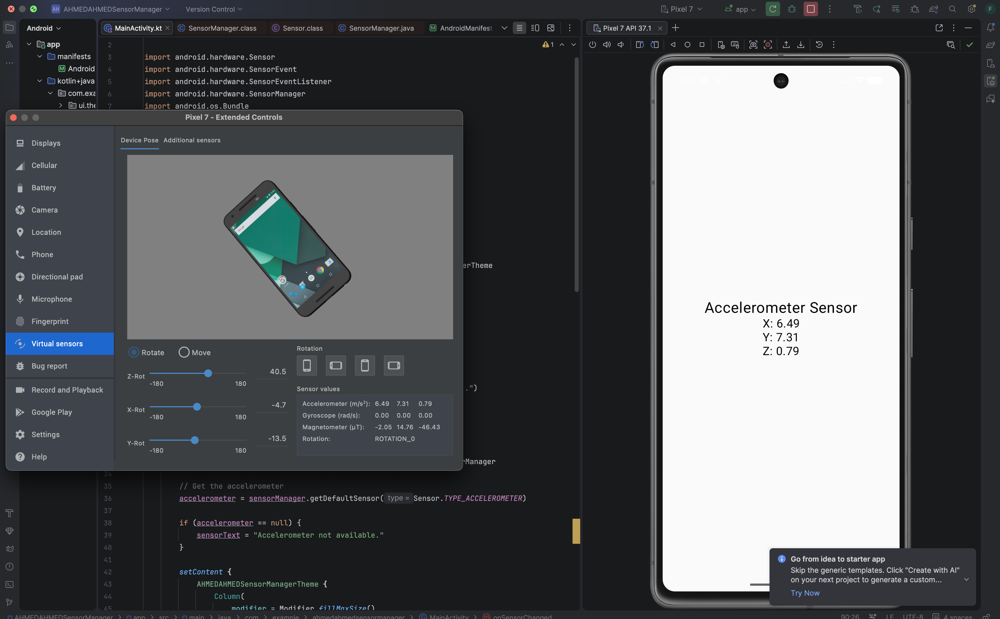 AH AHMEDAHMEDSensorManager Version Control Pixel 7 app F
Android
app
manifests
Android
kotlin+java
com.exa
ui.the
MainActivity.kt SensorManager.class Sensor.class SensorManager.java AndroidManifest
1
2
3 import android.hardware.Sensor
4 import android.hardware.SensorEvent
5 import android.hardware.SensorEventListener
6 import android.hardware.SensorManager
7 import android.os.Bundle
erTheme
.")
rManager
34
35 // Get the accelerometer
36 accelerometer = sensorManager.getDefaultSensor( type = Sensor.TYPE_ACCELEROMETER)
37
38 if (accelerometer == null) {
39 sensorText = "Accelerometer not available."
40 }
41
42 setContent {
43 AHMEDAHMEDSensorManagerTheme {
44 Column(
45 modifier = Modifier.fillMaxSize()
Pixel 7 - Extended Controls
Displays
Cellular
Battery
Camera
Location
Phone
Directional pad
Microphone
Fingerprint
Virtual sensors
Bug report
Record and Playback
Google Play
Settings
Help
Device Pose Additional sensors
Google
12:00
Rotate Move
Z-Rot 40.5
-180 180
X-Rot -4.7
-180 180
Y-Rot -13.5
-180 180
Rotation
Sensor values
Accelerometer (m/s²): 6.49 7.31 0.79
Gyroscope (rad/s): 0.00 0.00 0.00
Magnetometer (μT): -2.05 14.76 -46.43
Rotation: ROTATION_0
Pixel 7 API 37.1
5:45
Accelerometer Sensor
X: 6.49
Y: 7.31
Z: 0.79
Go from idea to starter app
Skip the generic templates. Click "Create with AI"
on your next project to generate a custom...
Try Now
AHMEDAHMEDSensorManager > app > src > main > java > com > example > ahmedahmedsensormanager > MainActivity > onSensorChanged
90:26 LF UTF-8 4 spaces